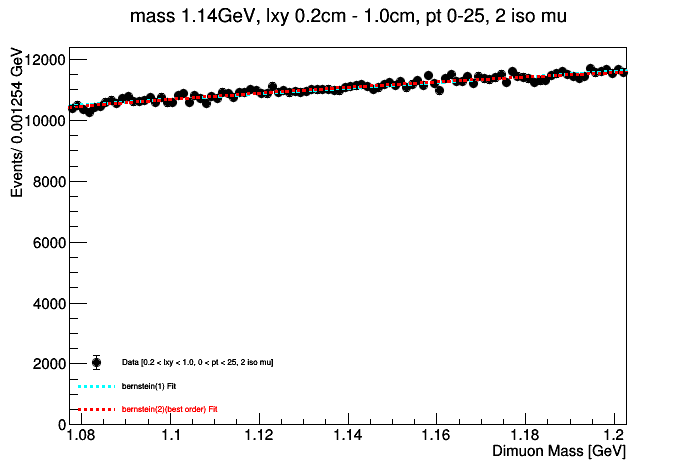 mass 1.14GeV, lxy 0.2cm - 1.0cm, pt 0-25, 2 iso mu
Events/ 0.001254 GeV
12000
10000
8000
6000
4000
2000
0
Data [0.2 < lxy < 1.0, 0 < pt < 25, 2 iso mu]
bernstein(1) Fit
bernstein(2)(best order) Fit
1.08 1.1 1.12 1.14 1.16 1.18 1.2
Dimuon Mass [GeV]